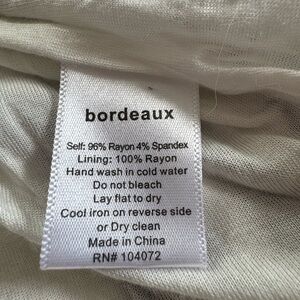 bordeaux
Self: 96% Rayon 4% Spandex
Lining: 100% Rayon
Hand wash in cold water
Do not bleach
Lay flat to dry
Cool iron on reverse side
or Dry clean
Made in China
RN# 104072